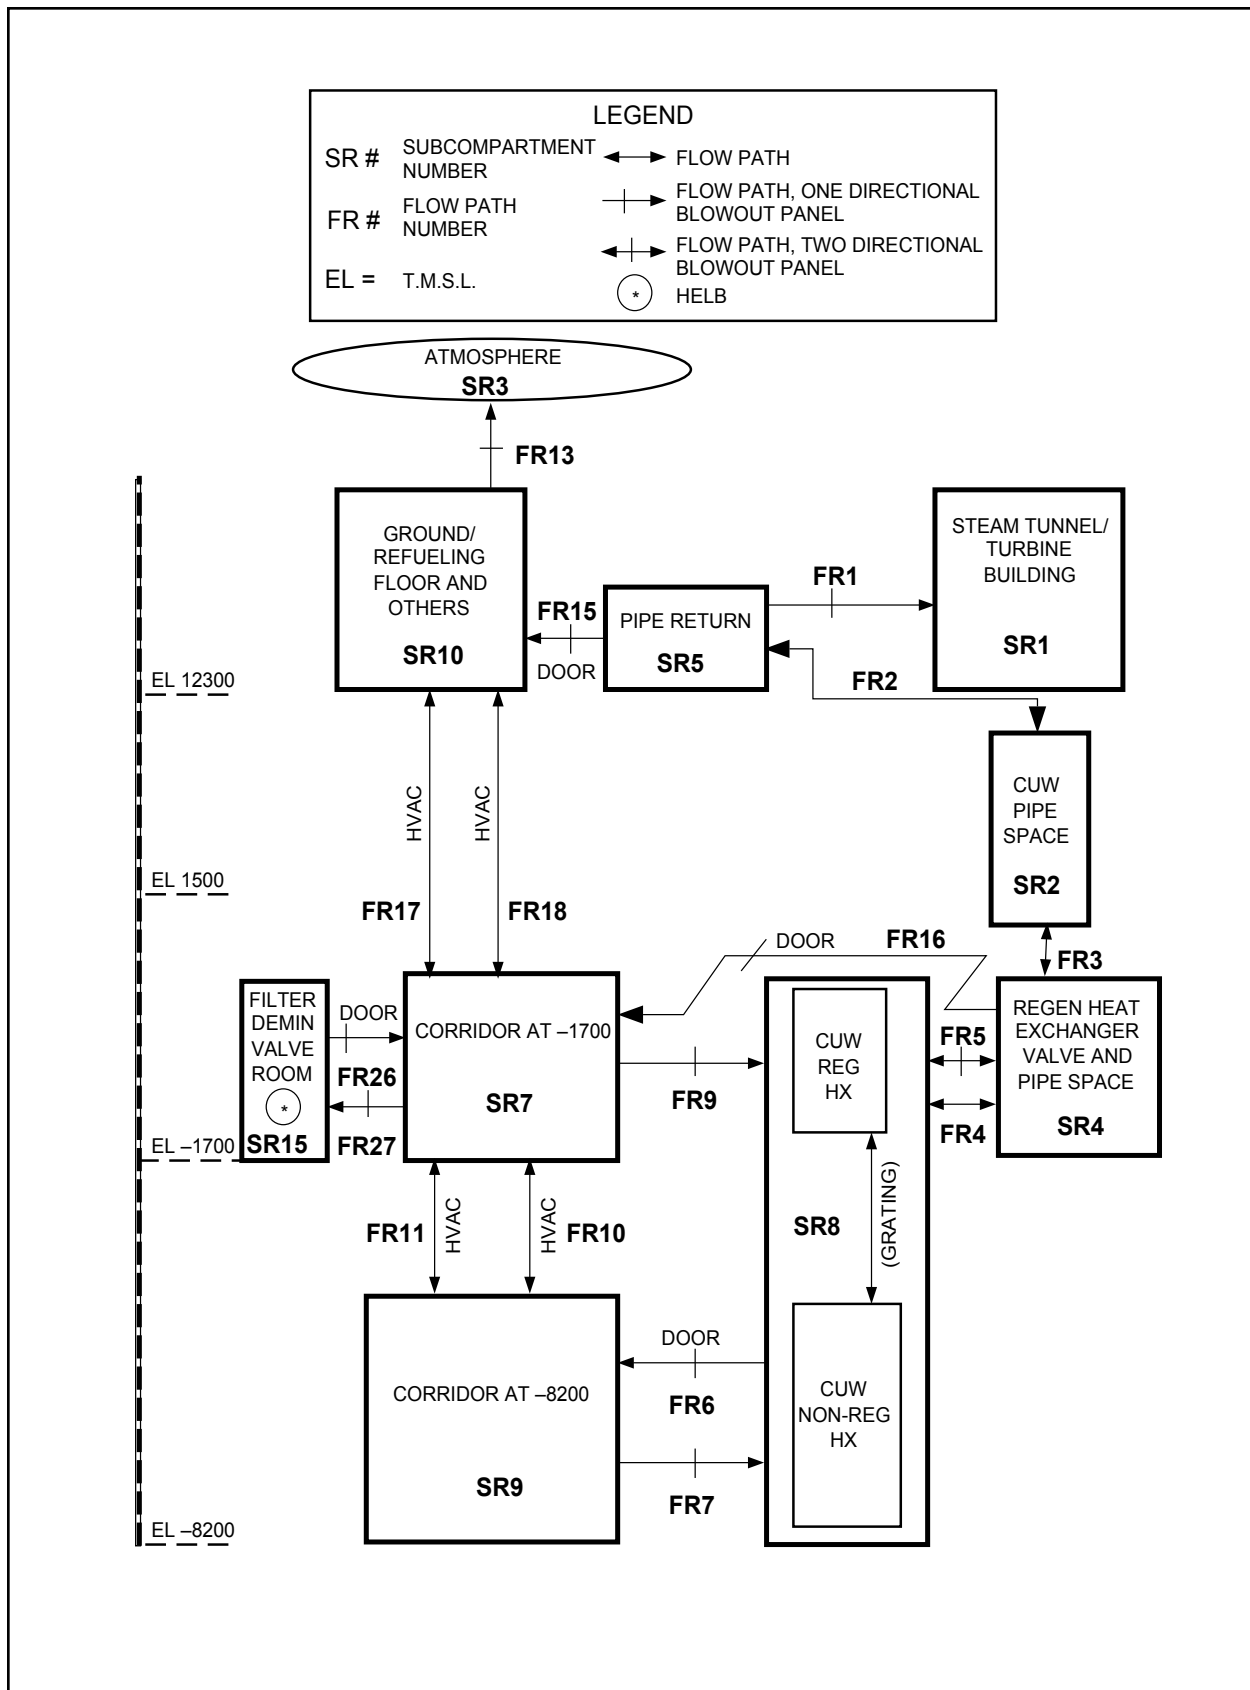 LEGEND
SR #
SUBCOMPARTMENT
NUMBER
FR #
FLOW PATH
NUMBER
EL =
T.M.S.L.
FLOW PATH
FLOW PATH, ONE DIRECTIONAL
BLOWOUT PANEL
FLOW PATH, TWO DIRECTIONAL
BLOWOUT PANEL
*
HELB
ATMOSPHERE
SR3
FR13
GROUND/
REFUELING
FLOOR AND
OTHERS
SR10
FR15
DOOR
PIPE RETURN
SR5
FR1
STEAM TUNNEL/
TURBINE
BUILDING
SR1
FR2
EL 12300
HVAC
HVAC
CUW
PIPE
SPACE
SR2
EL 1500
FR17
FR18
DOOR
FR16
FR3
FILTER
DEMIN
VALVE
ROOM
*
SR15
DOOR
FR26
FR27
CORRIDOR AT –1700
SR7
FR9
CUW
REG
HX
FR5
FR4
REGEN HEAT
EXCHANGER
VALVE AND
PIPE SPACE
SR4
EL –1700
FR11
HVAC
HVAC
FR10
SR8
(GRATING)
CORRIDOR AT –8200
SR9
DOOR
FR6
FR7
CUW
NON-REG
HX
EL –8200